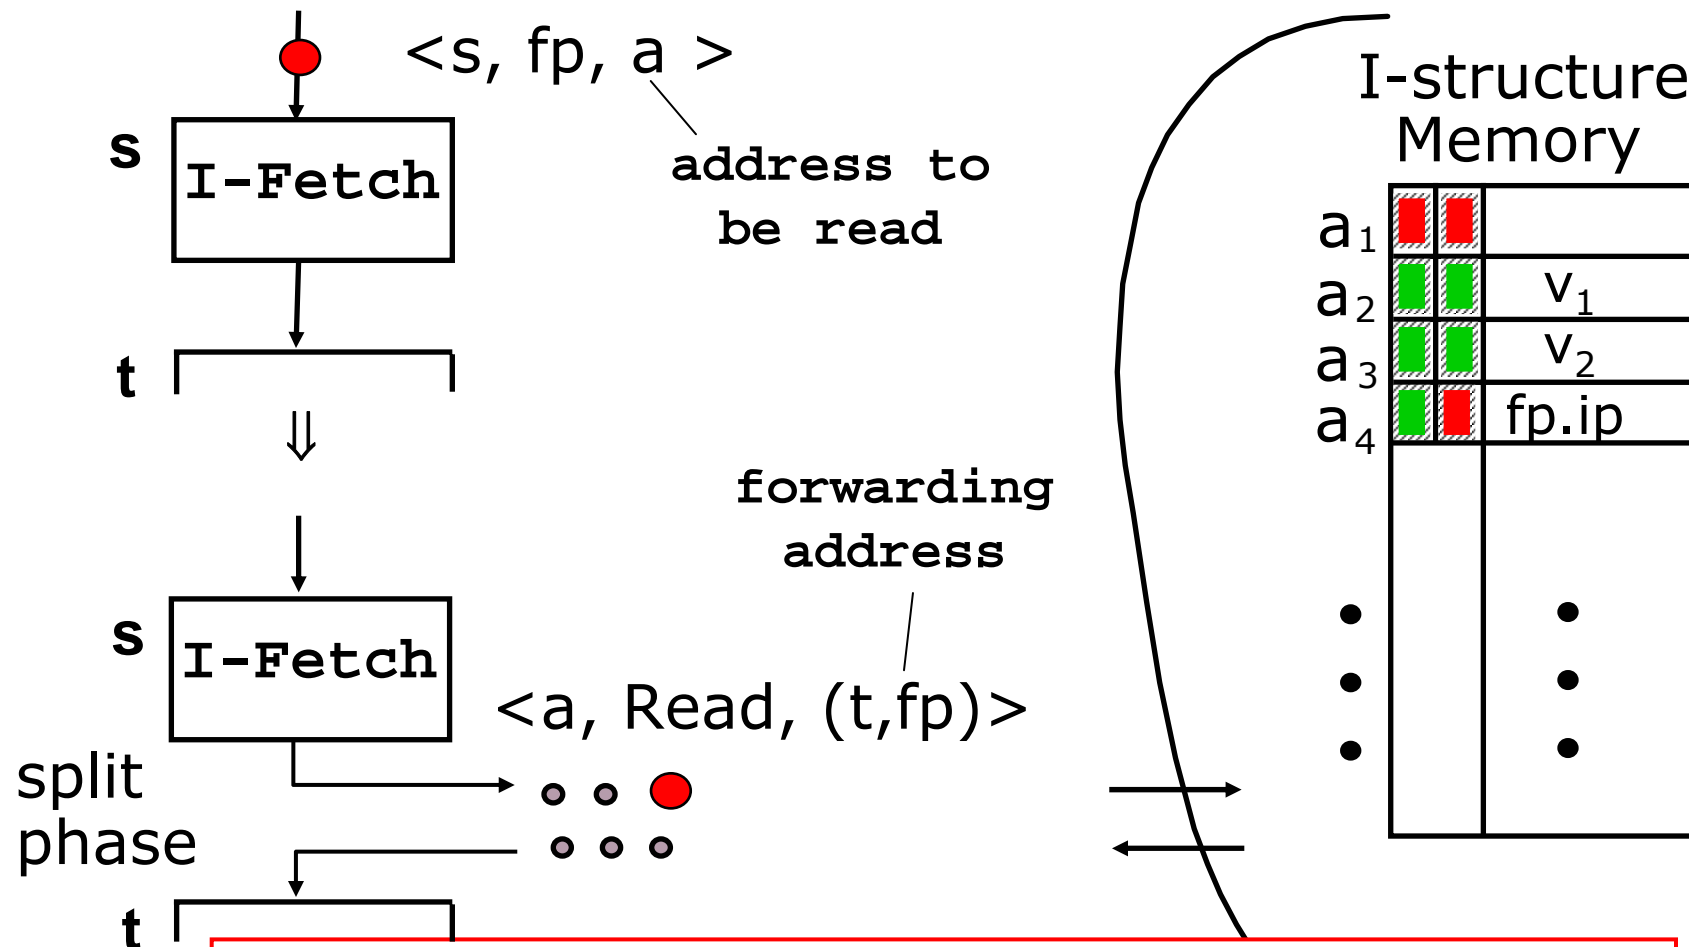 <s, fp, a >
s
I-Fetch
address to
be read
t
⇓
forwarding
address
s
I-Fetch
<a, Read, (t,fp)>
split
phase
t
I-structure
Memory
a₁
a₂ v₁
a₃ v₂
a₄ fp.ip